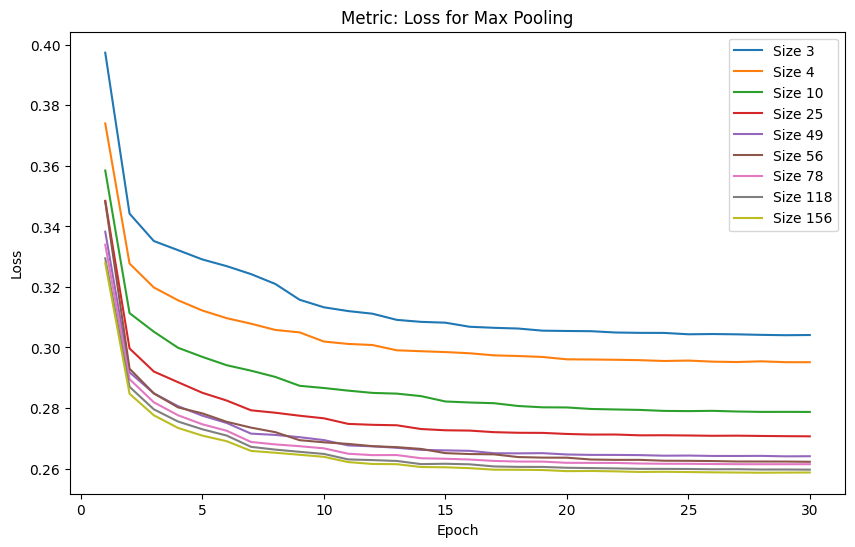 Metric: Loss for Max Pooling
Loss
0.40
0.38
0.36
0.34
0.32
0.30
0.28
0.26
Size 3
Size 4
Size 10
Size 25
Size 49
Size 56
Size 78
Size 118
Size 156
0 5 10 15 20 25 30
Epoch